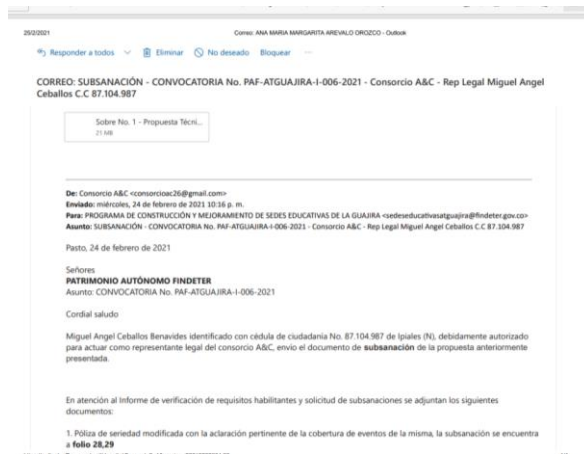 25/2/2021 Correo: ANA MARIA MARGARITA AREVALO OROZCO - Outlook
Responder a todos Eliminar No deseado Bloquear ...
CORREO: SUBSANACIÓN - CONVOCATORIA No. PAF-ATGUAJIRA-I-006-2021 - Consorcio A&C - Rep Legal Miguel Angel
Ceballos C.C 87.104.987
Sobre No. 1 - Propuesta Técni...
21 MB
De: Consorcio A&C <consorcioac26@gmail.com>
Enviado: miércoles, 24 de febrero de 2021 10:16 p. m.
Para: PROGRAMA DE CONSTRUCCIÓN Y MEJORAMIENTO DE SEDES EDUCATIVAS DE LA GUAJIRA <sedeseducativasatguajira@findeter.gov.co>
Asunto: SUBSANACIÓN - CONVOCATORIA No. PAF-ATGUAJIRA-I-006-2021 - Consorcio A&C - Rep Legal Miguel Angel Ceballos C.C 87.104.987
Pasto, 24 de febrero de 2021
Señores
PATRIMONIO AUTÓNOMO FINDETER
Asunto: CONVOCATORIA No. PAF-ATGUAJIRA-I-006-2021
Cordial saludo
Miguel Angel Ceballos Benavides identificado con cédula de ciudadanía No. 87.104.987 de Ipiales (N), debidamente autorizado
para actuar como representante legal del consorcio A&C, envio el documento de subsanación de la propuesta anteriormente
presentada.
En atención al Informe de verificación de requisitos habilitantes y solicitud de subsanaciones se adjuntan los siguientes
documentos:
1. Póliza de seriedad modificada con la aclaración pertinente de la cobertura de eventos de la misma, la subsanación se encuentra
a folio 28,29